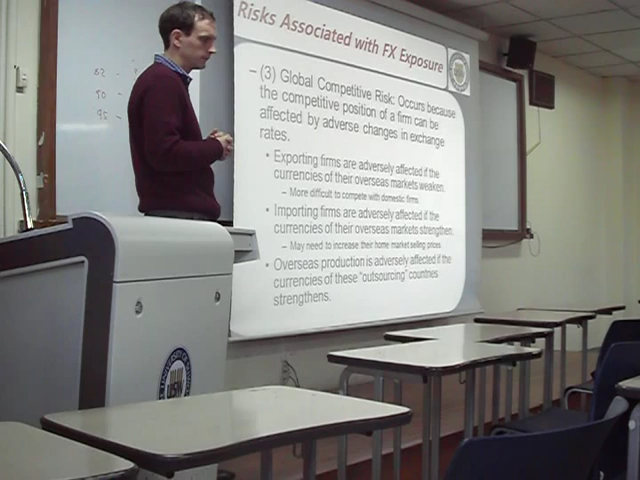 Risks Associated with FX Exposure
– (3) Global Competitive Risk: Occurs because
the competitive position of a firm can be
affected by adverse changes in exchange
rates.
• Exporting firms are adversely affected if the
currencies of their overseas markets weaken.
– More difficult to compete with domestic firms.
• Importing firms are adversely affected if the
currencies of their overseas markets strengthen.
– May need to increase their home market selling prices
• Overseas production is adversely affected if the
currencies of these "outsourcing" countries
strengthens.